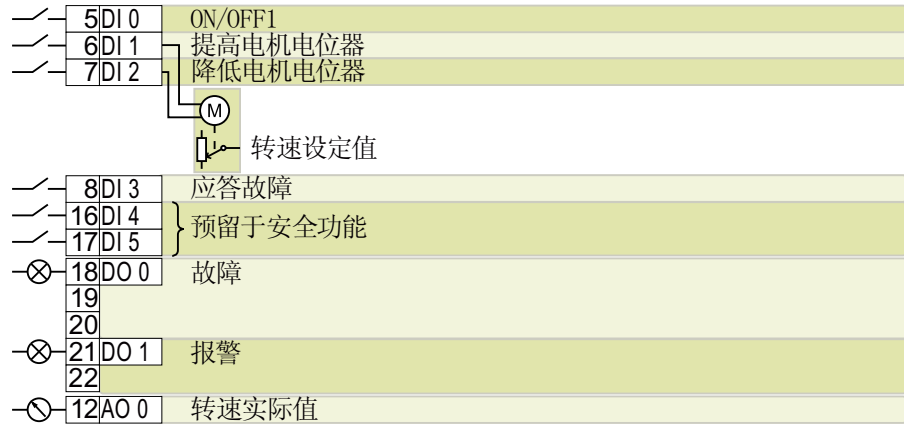 5 DI 0 ON/OFF1
6 DI 1 提高电机电位器
7 DI 2 降低电机电位器
M
转速设定值
8 DI 3 应答故障
16 DI 4
预留于安全功能
17 DI 5
18 DO 0 故障
19
20
21 DO 1 报警
22
12 AO 0 转速实际值